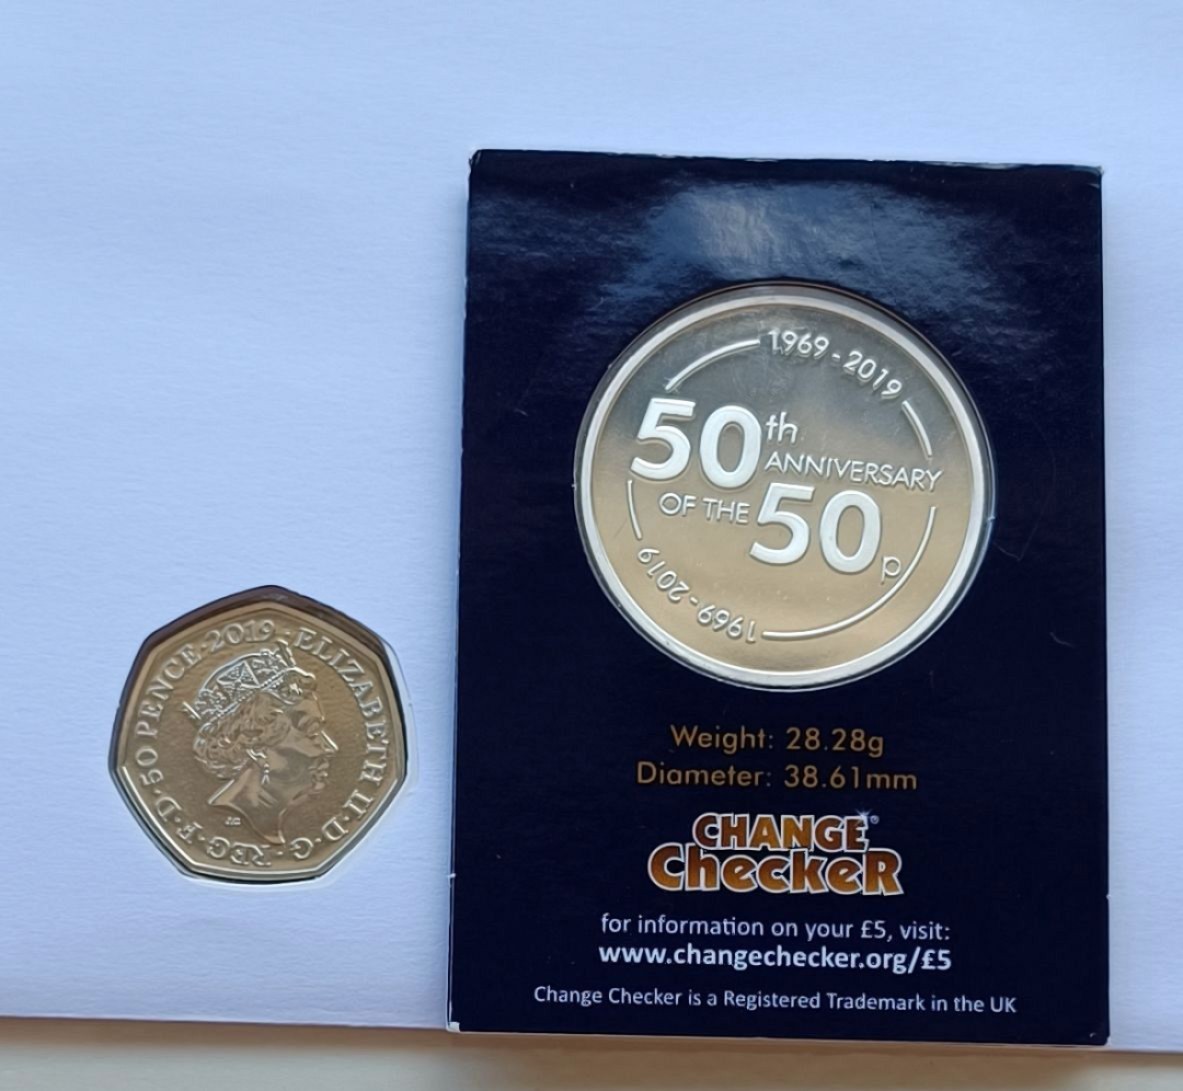 50 PENCE·2019·ELIZABETH II·D·G·REG·F·D·
JC
1969-2019
50th
ANNIVERSARY
OF THE 50p
1969-2019
Weight: 28.28g
Diameter: 38.61mm
CHANGE®
CheckeR
for information on your £5, visit:
www.changechecker.org/£5
Change Checker is a Registered Trademark in the UK